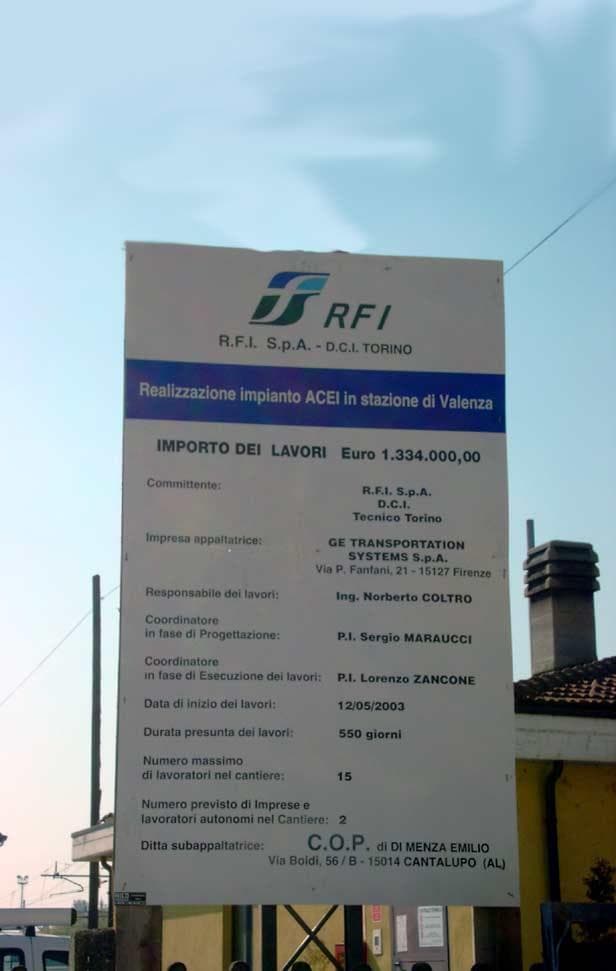 RFI
R.F.I. S.p.A. - D.C.I. TORINO
Realizzazione impianto ACEI in stazione di Valenza
IMPORTO DEI LAVORI Euro 1.334.000,00
Committente: R.F.I. S.p.A.
D.C.I.
Tecnico Torino
Impresa appaltatrice: GE TRANSPORTATION
SYSTEMS S.p.A.
Via P. Fanfani, 21 - 15127 Firenze
Responsabile dei lavori: Ing. Norberto COLTRO
Coordinatore
in fase di Progettazione: P.I. Sergio MARAUCCI
Coordinatore
in fase di Esecuzione dei lavori: P.I. Lorenzo ZANCONE
Data di inizio dei lavori: 12/05/2003
Durata presunta dei lavori: 550 giorni
Numero massimo
di lavoratori nel cantiere: 15
Numero previsto di Imprese e
lavoratori autonomi nel Cantiere: 2
Ditta subappaltatrice: C.O.P. di DI MENZA EMILIO
Via Boidi, 56 / B - 15014 CANTALUPO (AL)